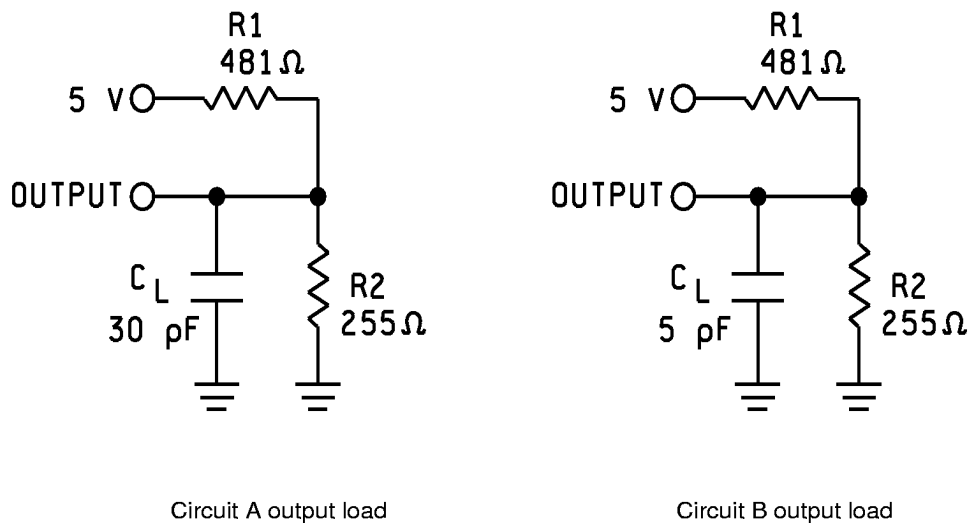 R1
481Ω
5 V
OUTPUT
C L
30 pF
R2
255Ω
Circuit A output load
R1
481Ω
5 V
OUTPUT
C L
5 pF
R2
255Ω
Circuit B output load